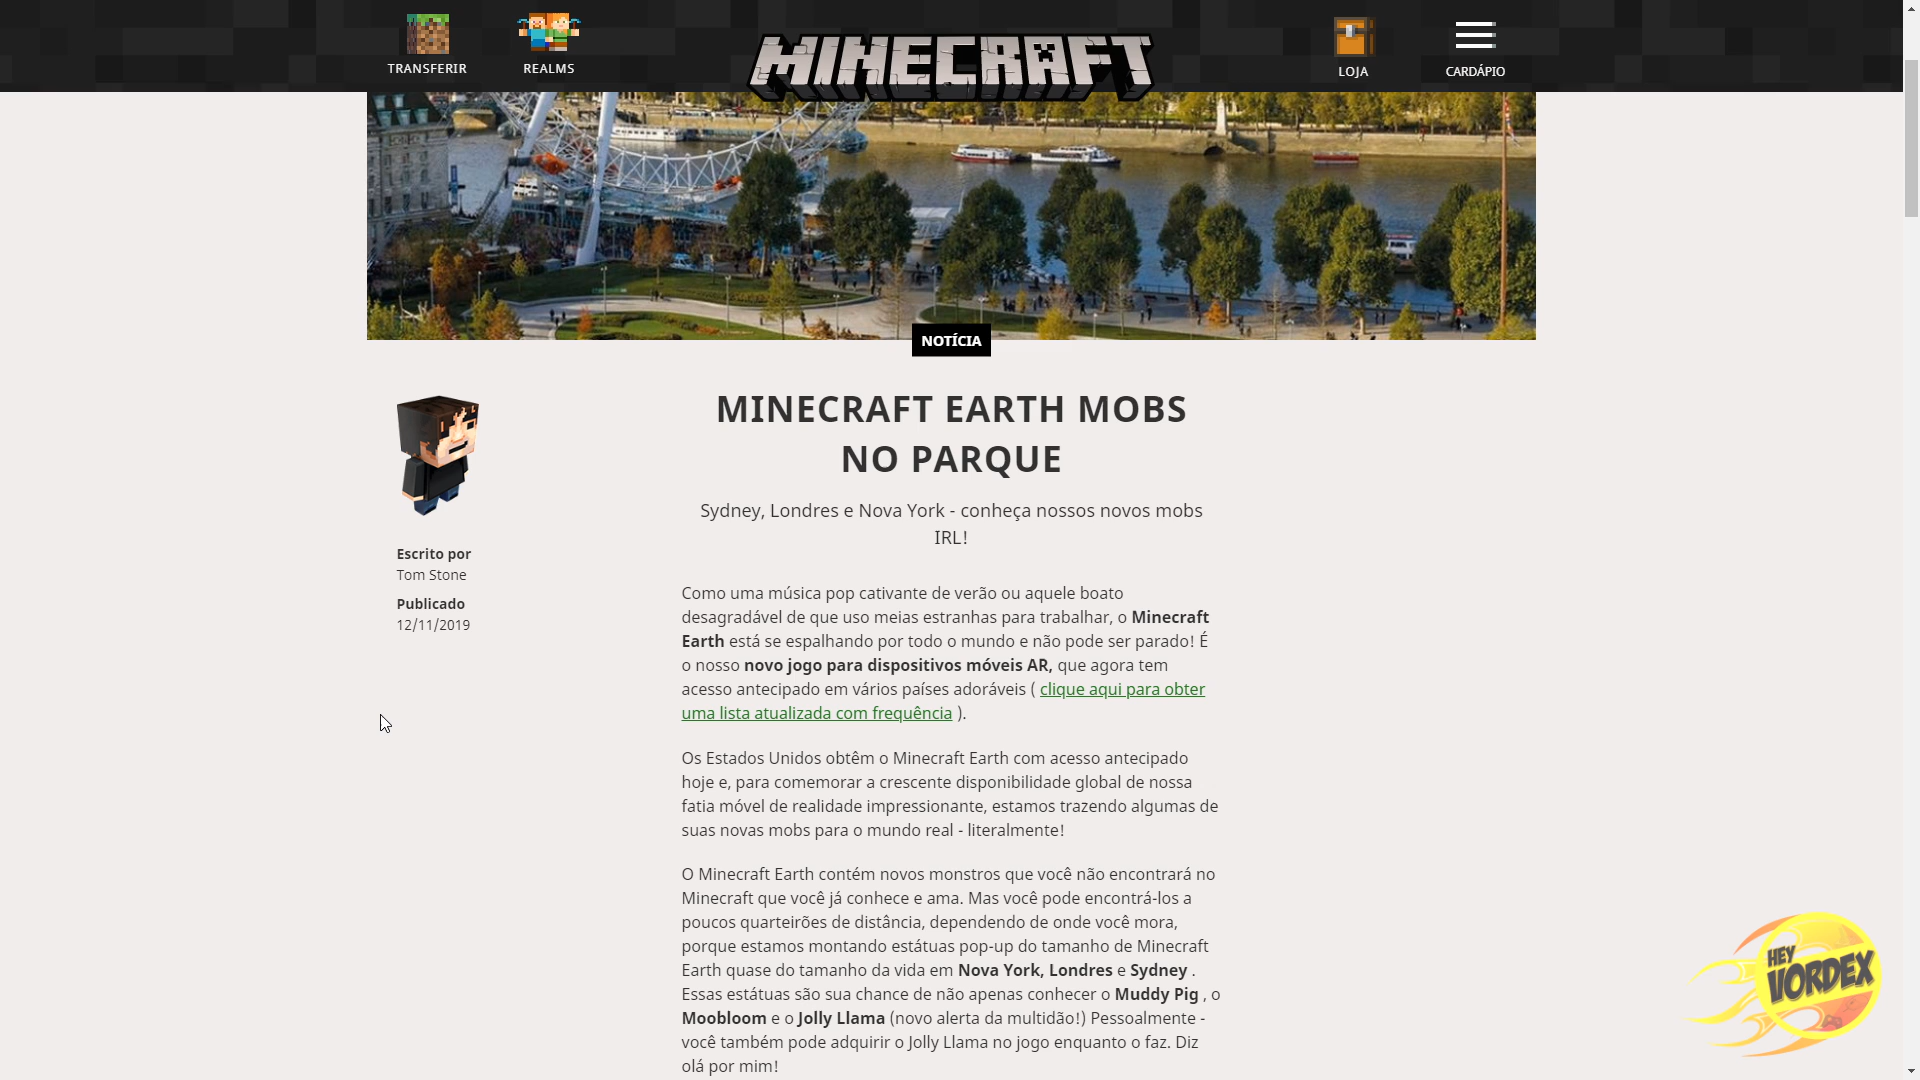 TRANSFERIR
REALMS
MINECRAFT
LOJA
CARDÁPIO
NOTÍCIA
MINECRAFT EARTH MOBS
NO PARQUE
Sydney, Londres e Nova York - conheça nossos novos mobs
IRL!
Escrito por
Tom Stone
Publicado
12/11/2019
Como uma música pop cativante de verão ou aquele boato
desagradável de que uso meias estranhas para trabalhar, o Minecraft
Earth está se espalhando por todo o mundo e não pode ser parado! É
o nosso novo jogo para dispositivos móveis AR, que agora tem
acesso antecipado em vários países adoráveis ( clique aqui para obter
uma lista atualizada com frequência ).
Os Estados Unidos obtêm o Minecraft Earth com acesso antecipado
hoje e, para comemorar a crescente disponibilidade global de nossa
fatia móvel de realidade impressionante, estamos trazendo algumas de
suas novas mobs para o mundo real - literalmente!
O Minecraft Earth contém novos monstros que você não encontrará no
Minecraft que você já conhece e ama. Mas você pode encontrá-los a
poucos quarteirões de distância, dependendo de onde você mora,
porque estamos montando estátuas pop-up do tamanho de Minecraft
Earth quase do tamanho da vida em Nova York, Londres e Sydney .
Essas estátuas são sua chance de não apenas conhecer o Muddy Pig , o
Moobloom e o Jolly Llama (novo alerta da multidão!) Pessoalmente -
você também pode adquirir o Jolly Llama no jogo enquanto o faz. Diz
olá por mim!
HEY
VORDEX